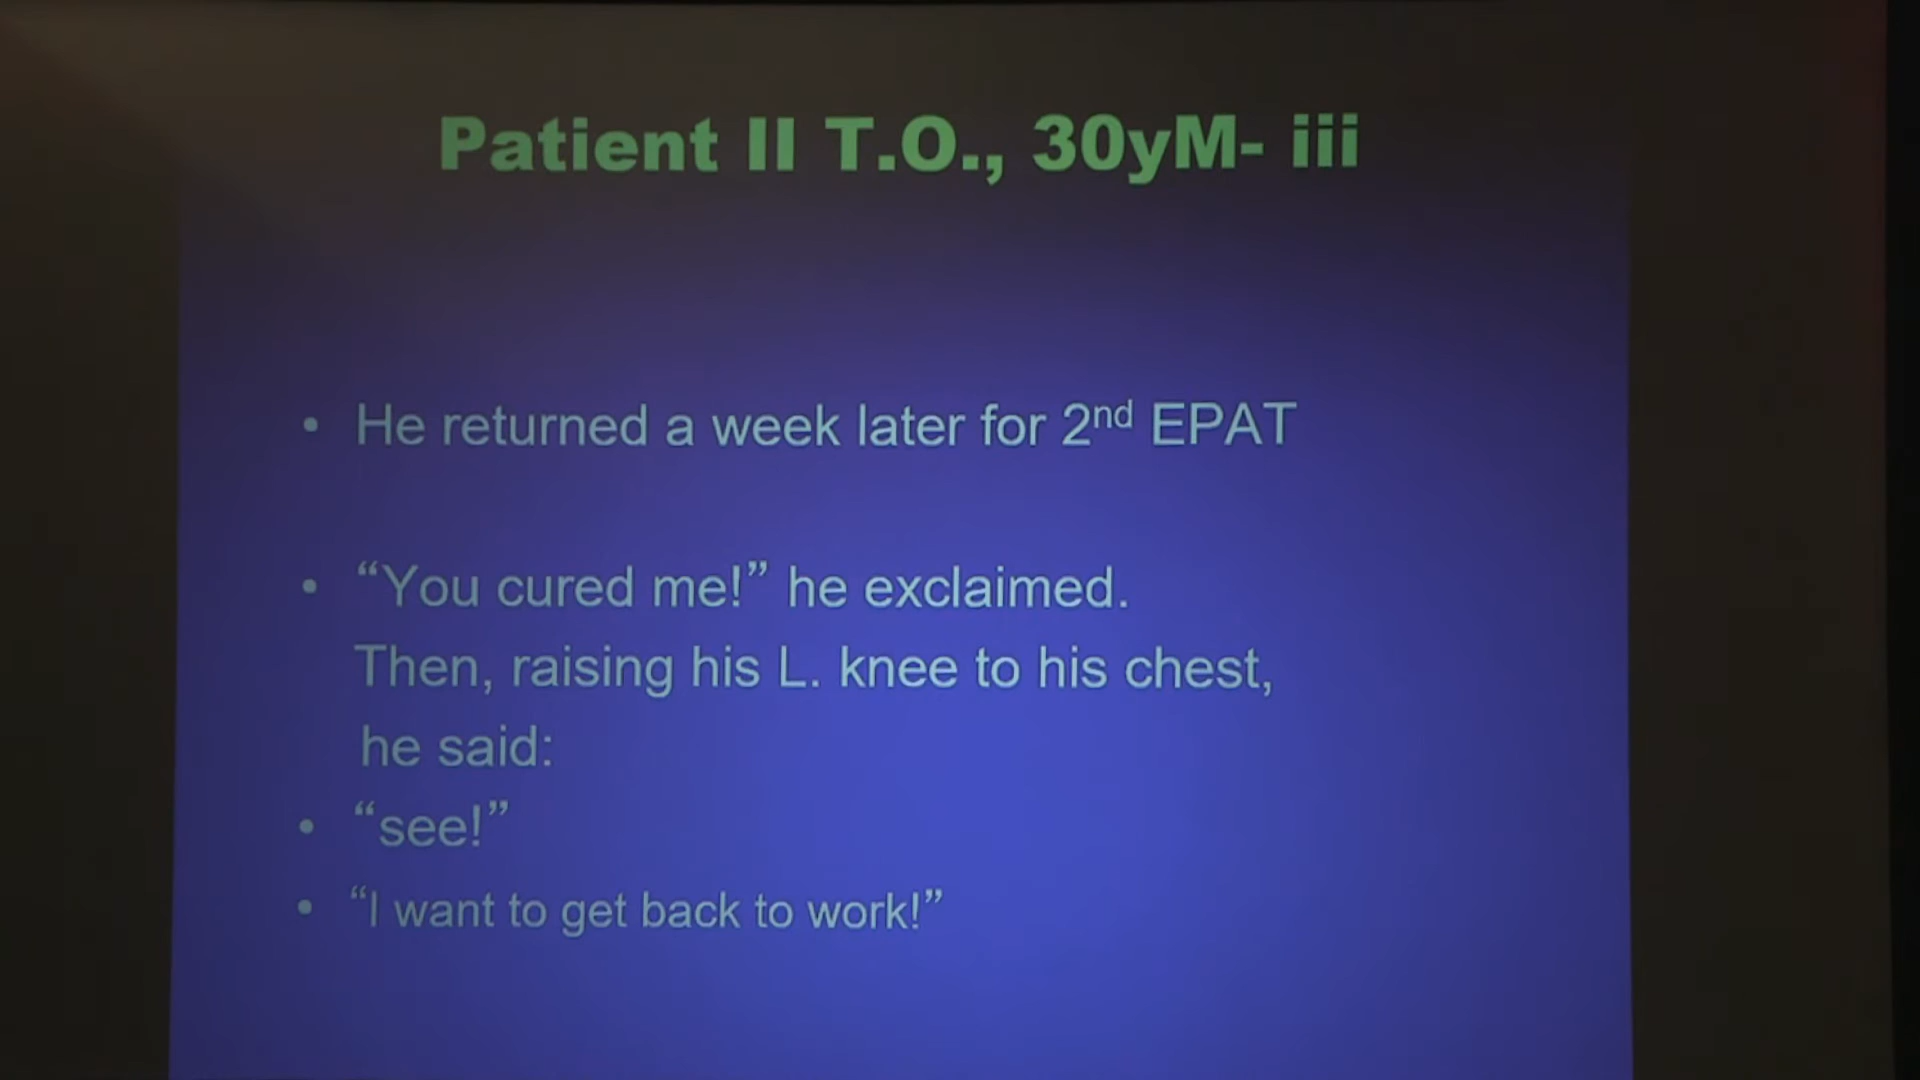 Patient II T.O., 30yM- iii
• He returned a week later for 2nd EPAT
• “You cured me!” he exclaimed.
Then, raising his L. knee to his chest,
he said:
• “see!”
• “I want to get back to work!”